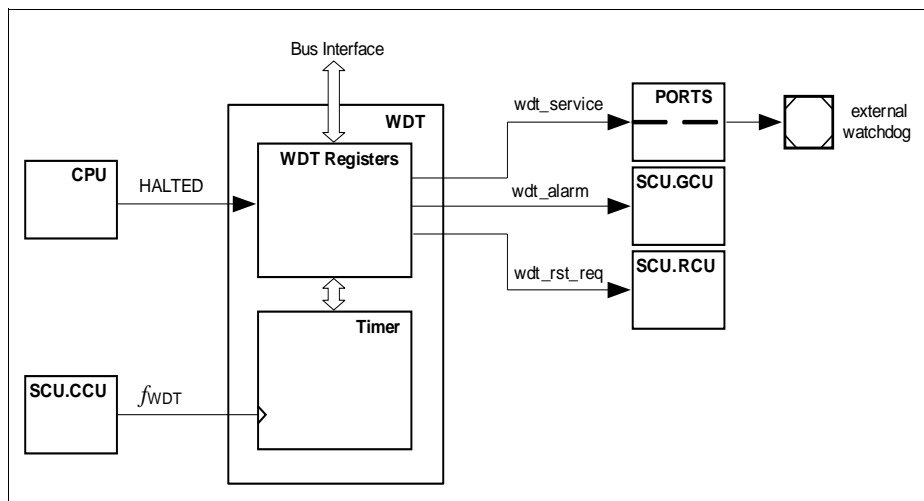 Bus Interface
WDT
WDT Registers
CPU
HALTED
wdt_service
PORTS
external
watchdog
wdt_alarm
SCU.GCU
wdt_rst_req
SCU.RCU
Timer
SCU.CCU
fWDT